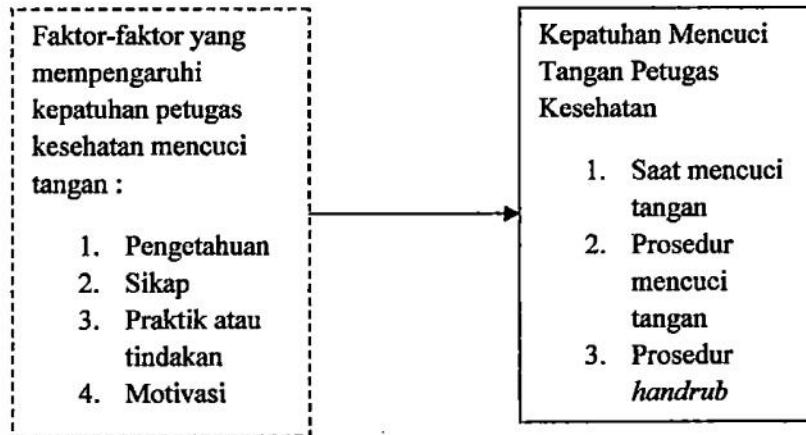 Faktor-faktor yang
mempengaruhi
kepatuhan petugas
kesehatan mencuci
tangan :
1. Pengetahuan
2. Sikap
3. Praktik atau
tindakan
4. Motivasi
Kepatuhan Mencuci
Tangan Petugas
Kesehatan
1. Saat mencuci
tangan
2. Prosedur
mencuci
tangan
3. Prosedur
handrub